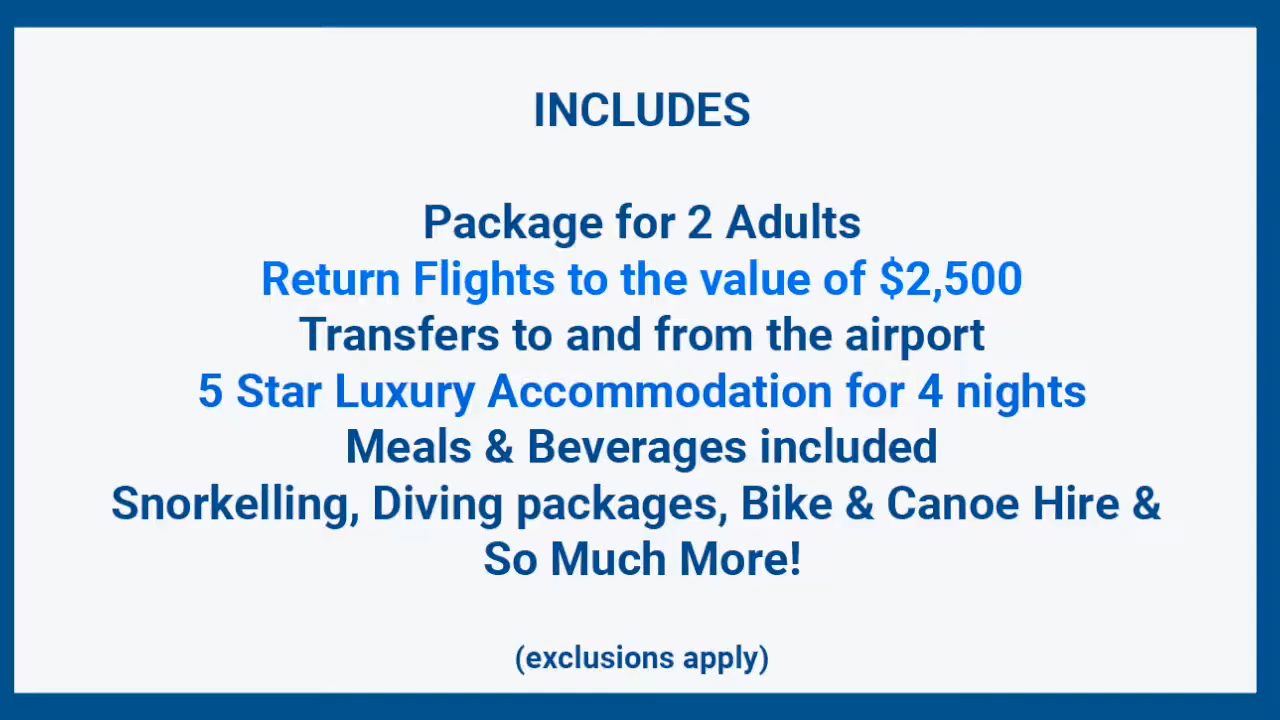 INCLUDES
Package for 2 Adults
Return Flights to the value of $2,500
Transfers to and from the airport
5 Star Luxury Accommodation for 4 nights
Meals & Beverages included
Snorkelling, Diving packages, Bike & Canoe Hire &
So Much More!
(exclusions apply)